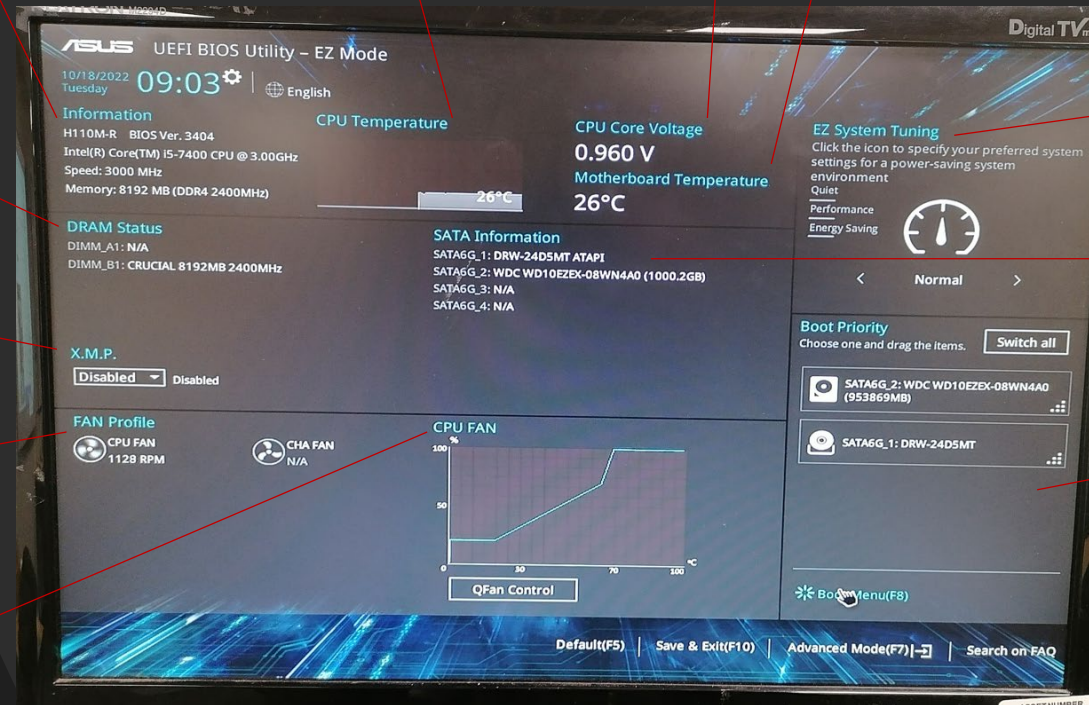 Digital TV
ASUS UEFI BIOS Utility – EZ Mode
10/18/2022
Tuesday
09:03
English
Information
H110M-R BIOS Ver. 3404
Intel(R) Core(TM) i5-7400 CPU @ 3.00GHz
Speed: 3000 MHz
Memory: 8192 MB (DDR4 2400MHz)
CPU Temperature
26°C
CPU Core Voltage
0.960 V
Motherboard Temperature
26°C
EZ System Tuning
Click the icon to specify your preferred system
settings for a power-saving system
environment
Quiet
Performance
Energy Saving
Normal
DRAM Status
DIMM_A1: N/A
DIMM_B1: CRUCIAL 8192MB 2400MHz
SATA Information
SATA6G_1: DRW-24D5MT ATAPI
SATA6G_2: WDC WD10EZEX-08WN4A0 (1000.2GB)
SATA6G_3: N/A
SATA6G_4: N/A
X.M.P.
Disabled
Disabled
Boot Priority
Choose one and drag the items.
Switch all
SATA6G_2: WDC WD10EZEX-08WN4A0
(953869MB)
SATA6G_1: DRW-24D5MT
FAN Profile
CPU FAN
1128 RPM
CHA FAN
N/A
CPU FAN
%
100
50
0
30
70
100
°C
QFan Control
Boot Menu(F8)
Default(F5)
Save & Exit(F10)
Advanced Mode(F7)
Search on FAQ